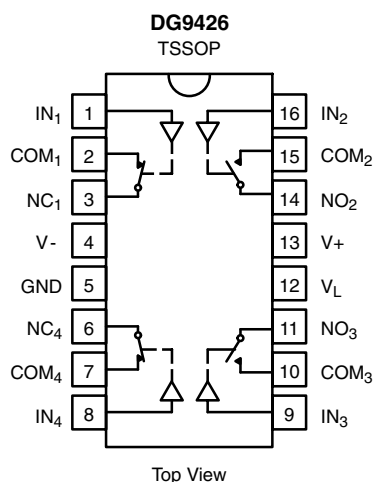 DG9426
TSSOP
IN1 1 16 IN2
COM1 2 15 COM2
NC1 3 14 NO2
V- 4 13 V+
GND 5 12 VL
NC4 6 11 NO3
COM4 7 10 COM3
IN4 8 9 IN3
Top View